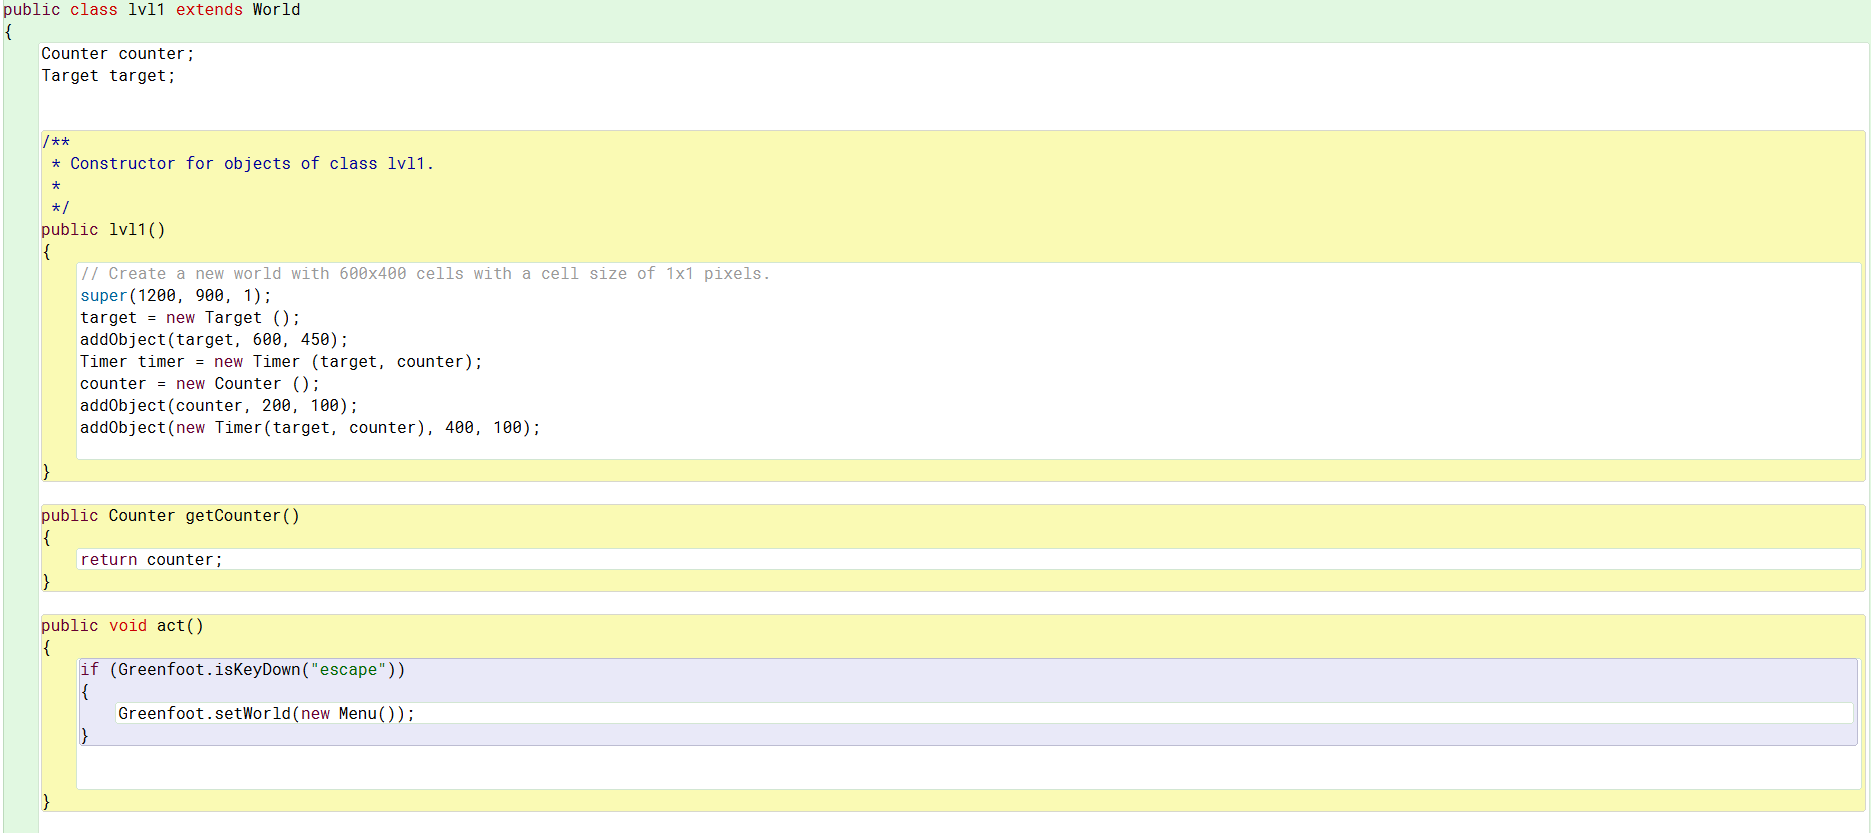 public class lvl1 extends World
{
Counter counter;
Target target;
/**
* Constructor for objects of class lvl1.
*
*/
public lvl1()
{
// Create a new world with 600x400 cells with a cell size of 1x1 pixels.
super(1200, 900, 1);
target = new Target ();
addObject(target, 600, 450);
Timer timer = new Timer (target, counter);
counter = new Counter ();
addObject(counter, 200, 100);
addObject(new Timer(target, counter), 400, 100);
}
public Counter getCounter()
{
return counter;
}
public void act()
{
if (Greenfoot.isKeyDown("escape"))
{
Greenfoot.setWorld(new Menu());
}
}